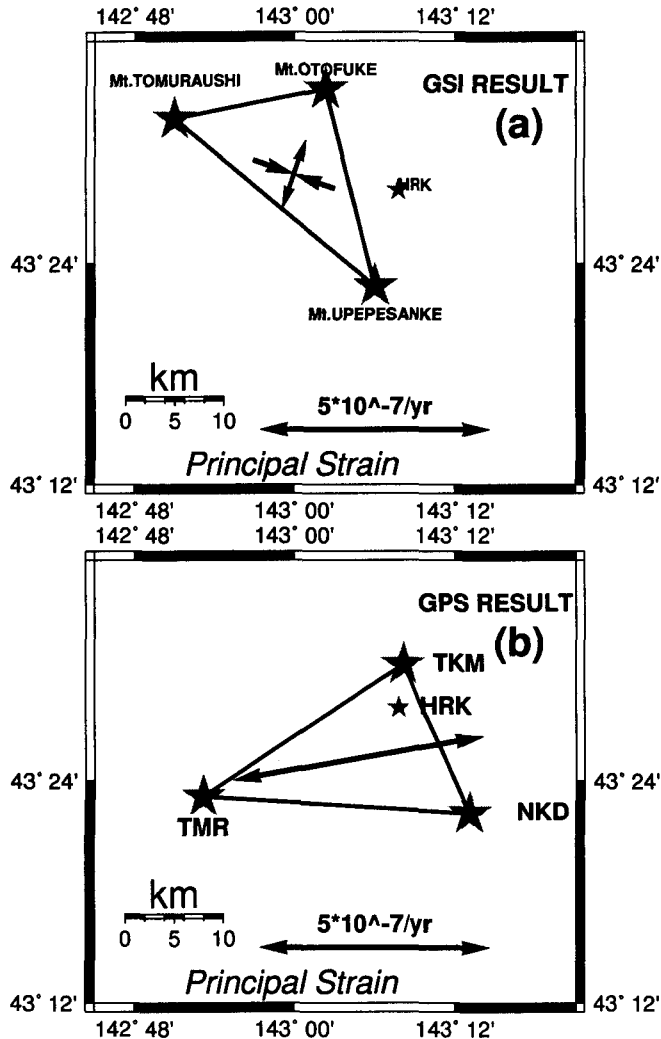 142° 48' 143° 00' 143° 12'
Mt.TOMURAUSHI Mt.OTOFUKE GSI RESULT
(a)
HRK
43° 24' 43° 24'
Mt.UPEPESANKE
km
0 5 10
5*10^-7/yr
Principal Strain
43° 12' 43° 12'
142° 48' 143° 00' 143° 12'
142° 48' 143° 00' 143° 12'
GPS RESULT
(b)
TKM
HRK
43° 24' 43° 24'
TMR NKD
km
0 5 10
5*10^-7/yr
Principal Strain
43° 12' 43° 12'
142° 48' 143° 00' 143° 12'